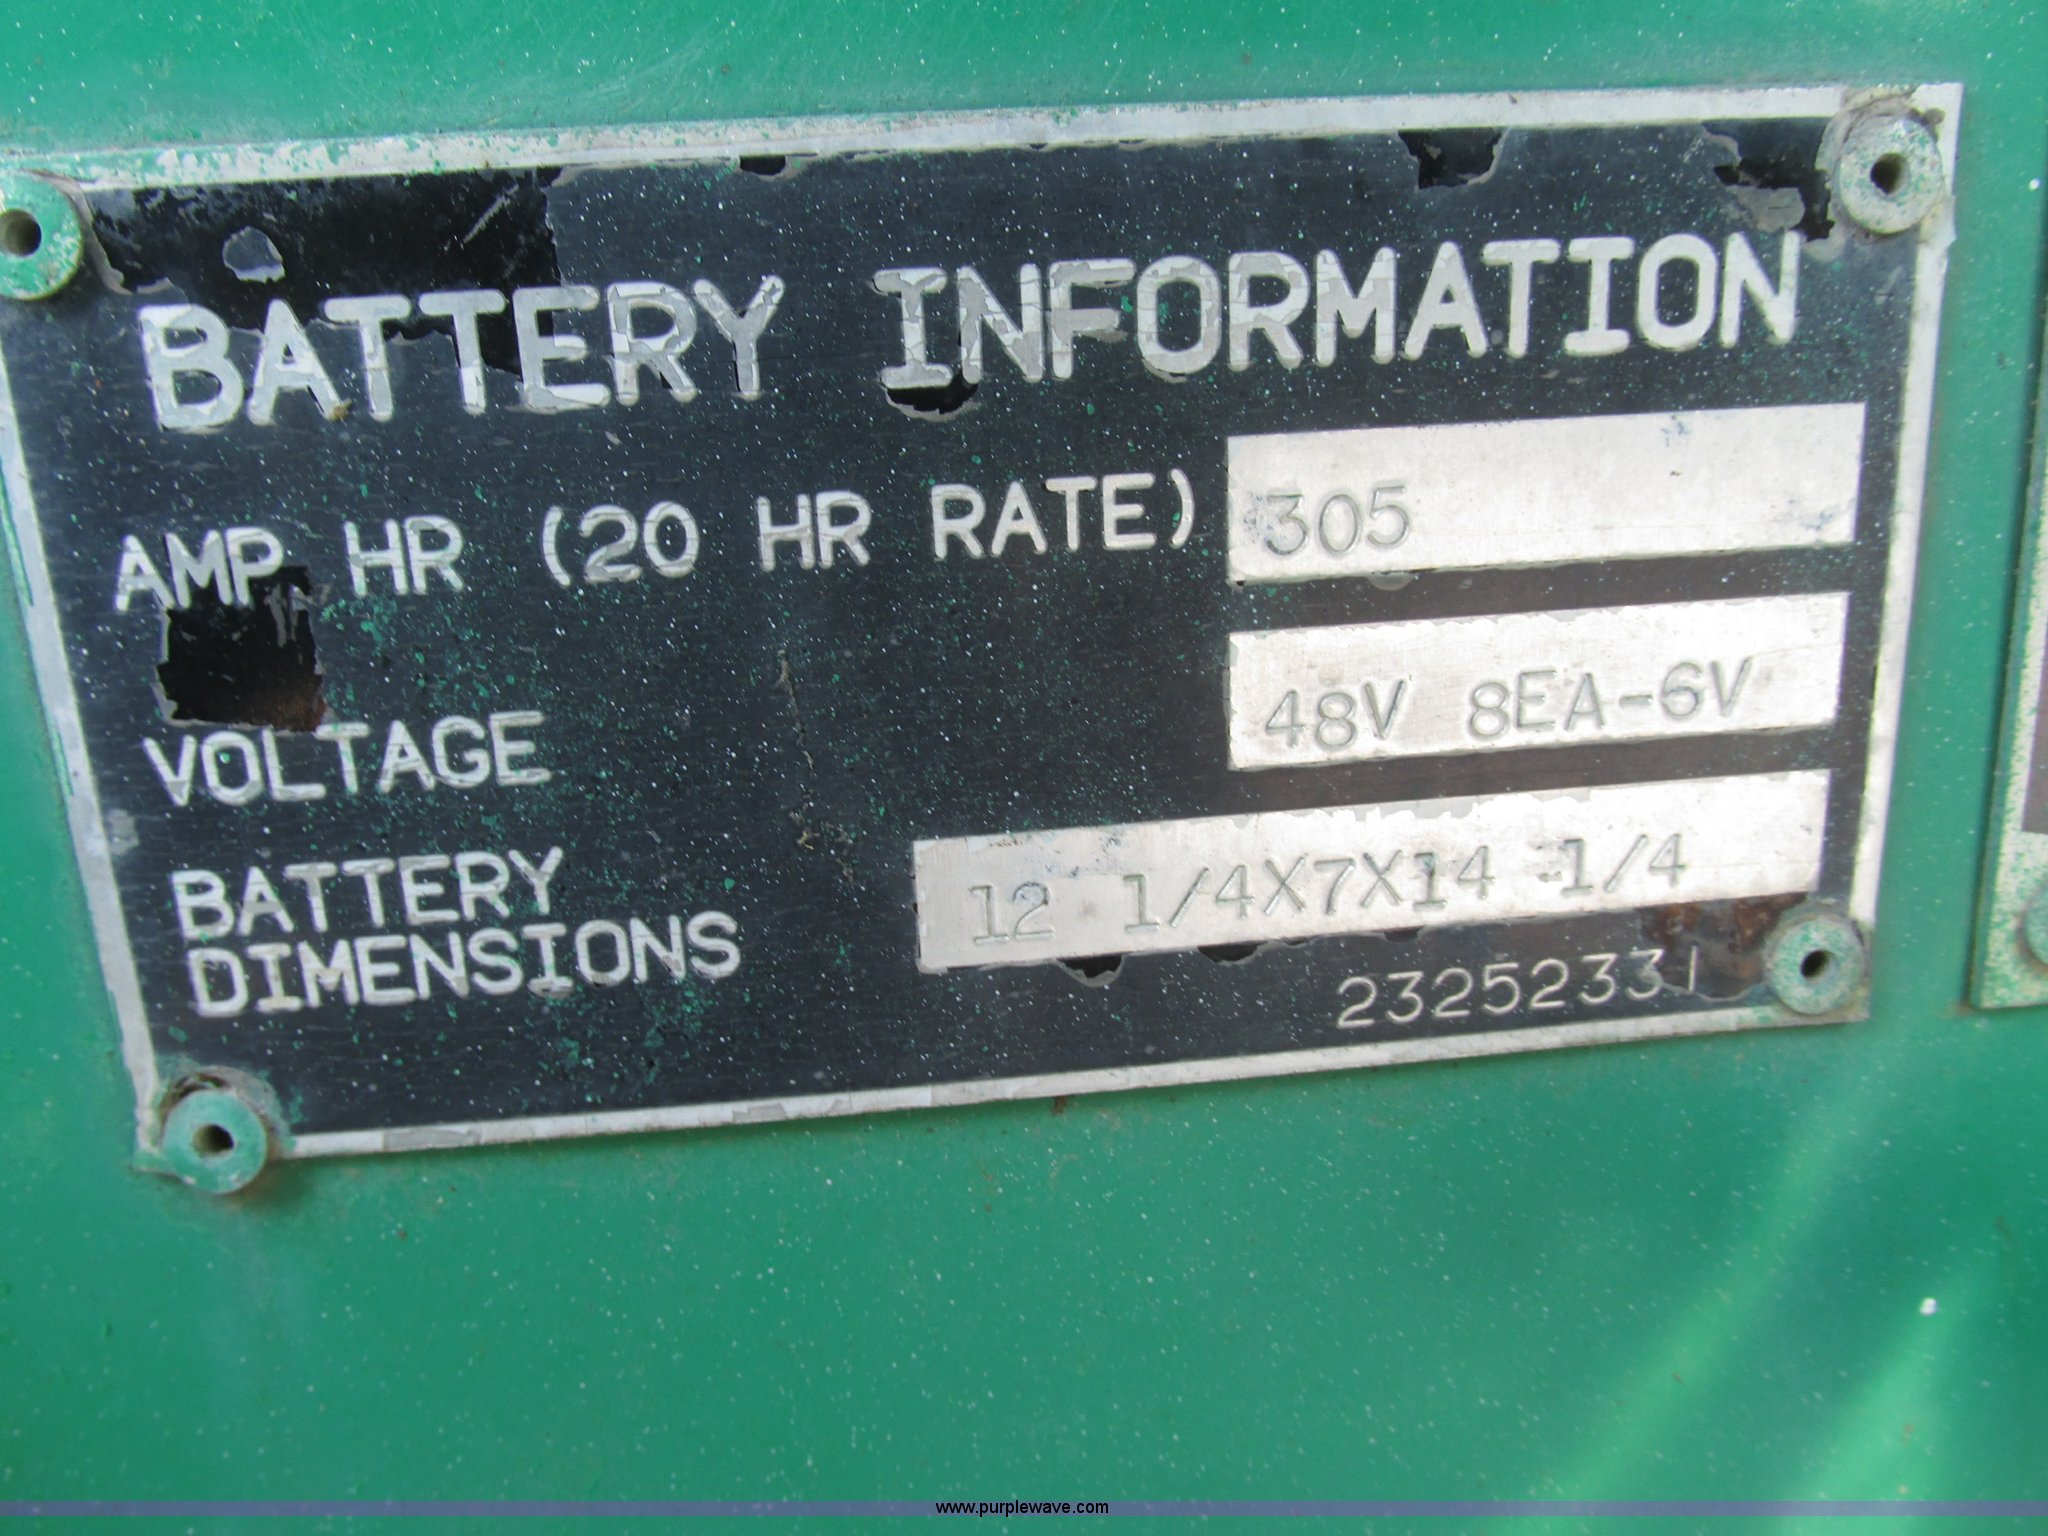 BATTERY INFORMATION
AMP HR (20 HR RATE) 305
VOLTAGE 48V 8EA-6V
BATTERY
DIMENSIONS 12 1/4X7X14 1/4
23252331
www.purplewave.com